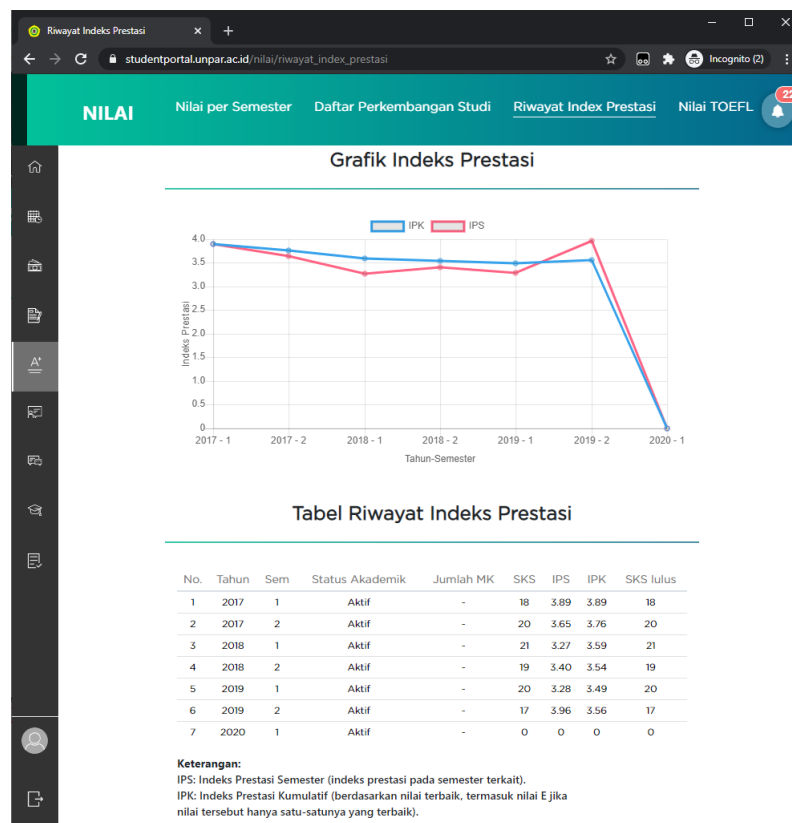 Riwayat Indeks Prestasi
studentportal.unpar.ac.id/nilai/riwayat_index_prestasi
Incognito (2)
NILAI Nilai per Semester Daftar Perkembangan Studi Riwayat Index Prestasi Nilai TOEFL 22
Grafik Indeks Prestasi
IPK IPS
4.0
3.5
3.0
2.5
2.0
1.5
1.0
0.5
0
Indeks Prestasi
2017 - 1 2017 - 2 2018 - 1 2018 - 2 2019 - 1 2019 - 2 2020 - 1
Tahun-Semester
A+
Tabel Riwayat Indeks Prestasi
No. Tahun Sem Status Akademik Jumlah MK SKS IPS IPK SKS lulus
1 2017 1 Aktif - 18 3.89 3.89 18
2 2017 2 Aktif - 20 3.65 3.76 20
3 2018 1 Aktif - 21 3.27 3.59 21
4 2018 2 Aktif - 19 3.40 3.54 19
5 2019 1 Aktif - 20 3.28 3.49 20
6 2019 2 Aktif - 17 3.96 3.56 17
7 2020 1 Aktif - 0 0 0 0
Keterangan:
IPS: Indeks Prestasi Semester (indeks prestasi pada semester terkait).
IPK: Indeks Prestasi Kumulatif (berdasarkan nilai terbaik, termasuk nilai E jika
nilai tersebut hanya satu-satunya yang terbaik).